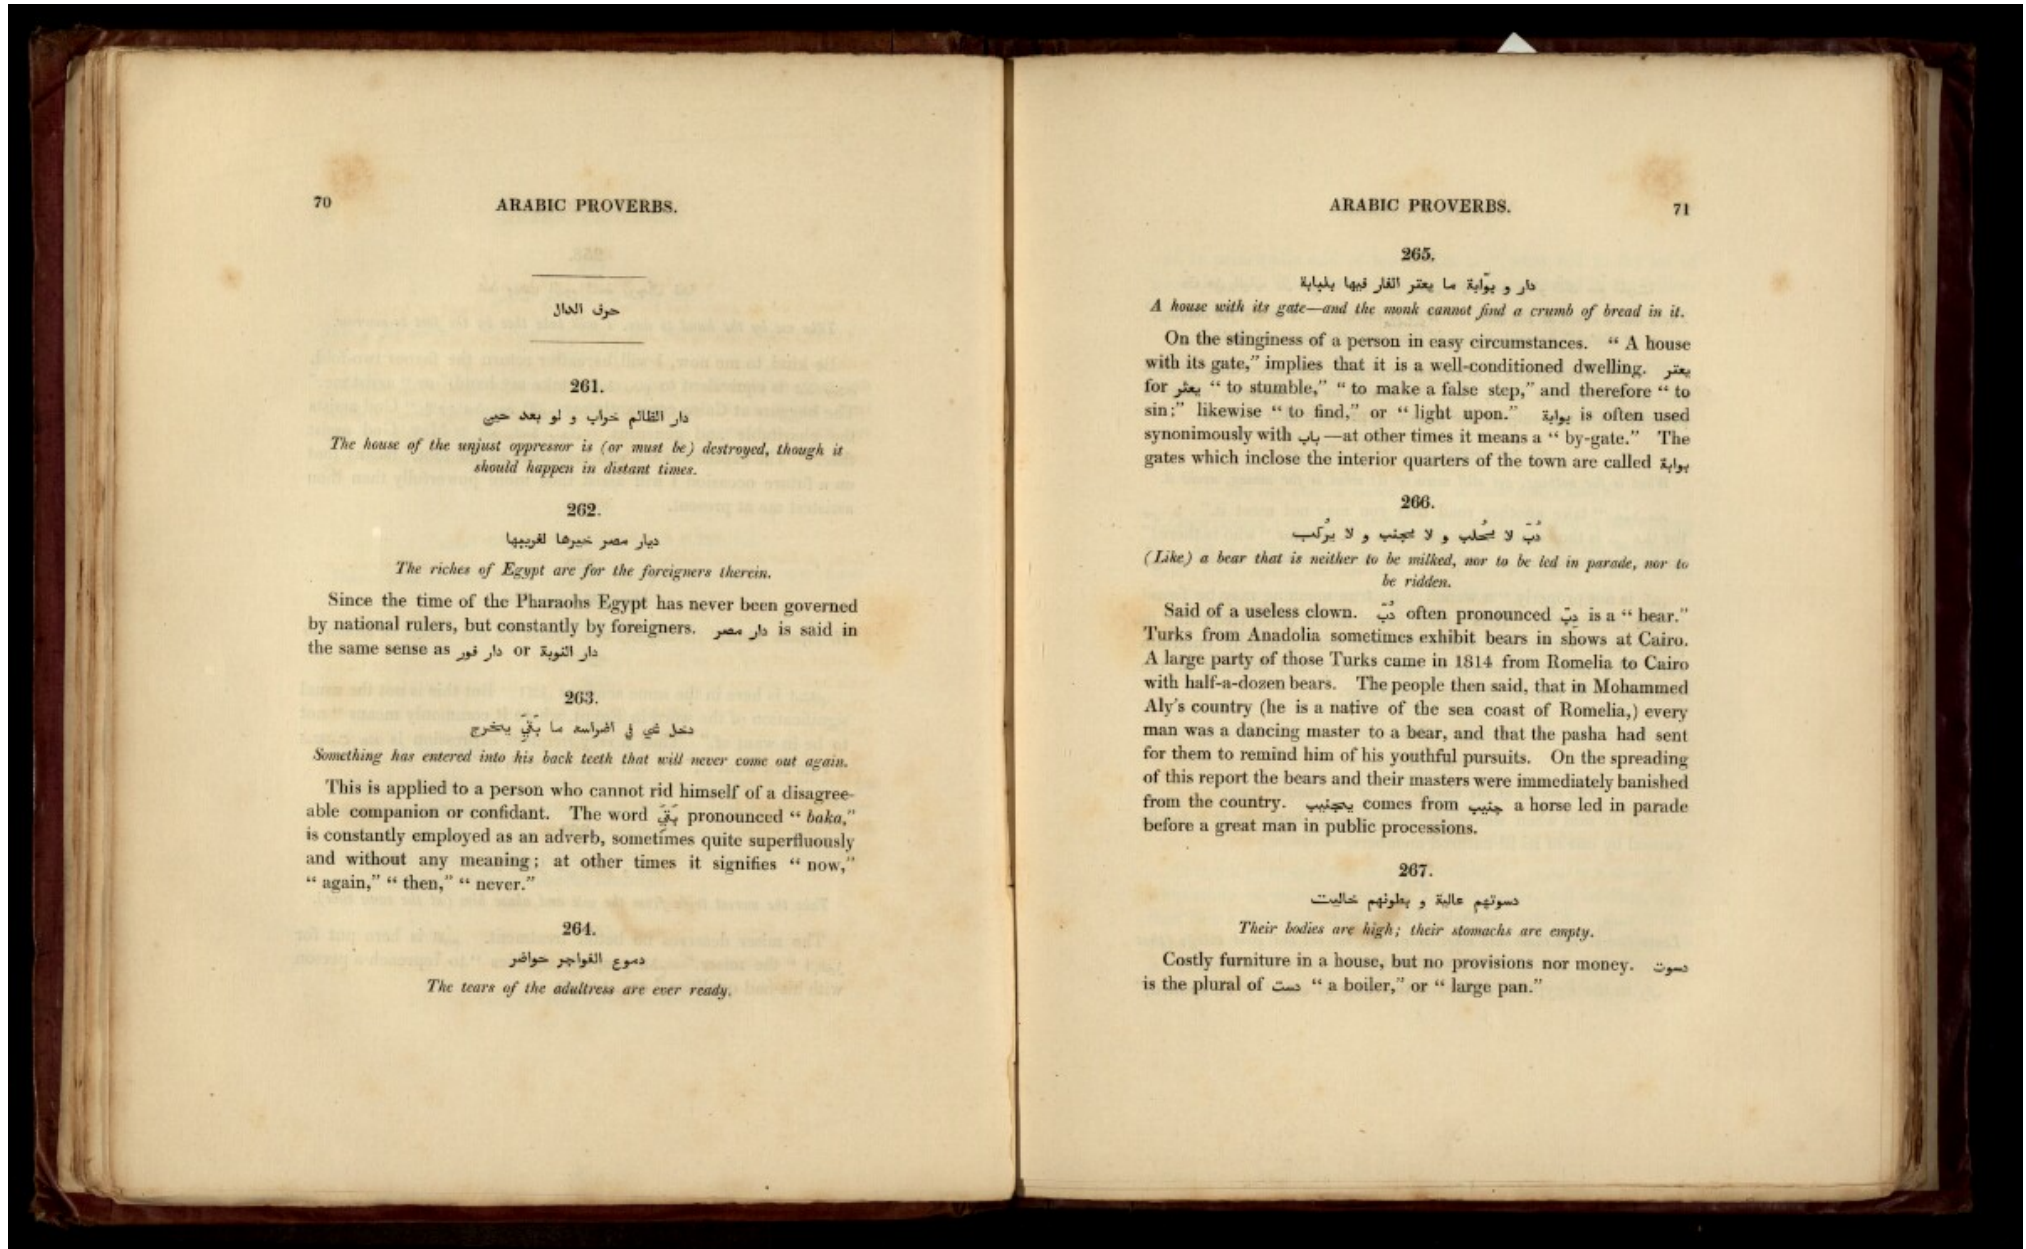 70
ARABIC PROVERBS.
حرف الدال
261.
دار الظالم خراب و لو بعد حين
The house of the unjust oppressor is (or must be) destroyed, though it
should happen in distant times.
262.
ديار مصر خيرها لغريبها
The riches of Egypt are for the foreigners therein.
Since the time of the Pharaohs Egypt has never been governed
by national rulers, but constantly by foreigners. دار مصر is said in
the same sense as دار فور or دار النوبة
263.
دخل شي في اضراسه ما بَقيّ يخرج
Something has entered into his back teeth that will never come out again.
This is applied to a person who cannot rid himself of a disagree-
able companion or confidant. The word بَقيّ pronounced “ baka,”
is constantly employed as an adverb, sometimes quite superfluously
and without any meaning; at other times it signifies “ now,”
“ again,” “ then,” “ never.”
264.
دموع الفواجر حواضر
The tears of the adultress are ever ready.
ARABIC PROVERBS.
71
265.
دار و بوّابة ما يعتر الفار فيها بلبابة
A house with its gate—and the monk cannot find a crumb of bread in it.
On the stinginess of a person in easy circumstances. “ A house
with its gate,” implies that it is a well-conditioned dwelling. يعتر
for يعثر “ to stumble,” “ to make a false step,” and therefore “ to
sin;” likewise “ to find,” or “ light upon.” بوابة is often used
synonimously with باب—at other times it means a “ by-gate.” The
gates which inclose the interior quarters of the town are called بوابة
266.
دُبّ لا يُحلب و لا يجنب و لا يُركب
(Like) a bear that is neither to be milked, nor to be led in parade, nor to
be ridden.
Said of a useless clown. دُبّ often pronounced دِبّ is a “ bear.”
Turks from Anadolia sometimes exhibit bears in shows at Cairo.
A large party of those Turks came in 1814 from Romelia to Cairo
with half-a-dozen bears. The people then said, that in Mohammed
Aly’s country (he is a native of the sea coast of Romelia,) every
man was a dancing master to a bear, and that the pasha had sent
for them to remind him of his youthful pursuits. On the spreading
of this report the bears and their masters were immediately banished
from the country. يجنب comes from جنيب a horse led in parade
before a great man in public processions.
267.
دسوتهم عالية و بطونهم خاليت
Their bodies are high; their stomachs are empty.
Costly furniture in a house, but no provisions nor money. دسوت
is the plural of دست “ a boiler,” or “ large pan.”